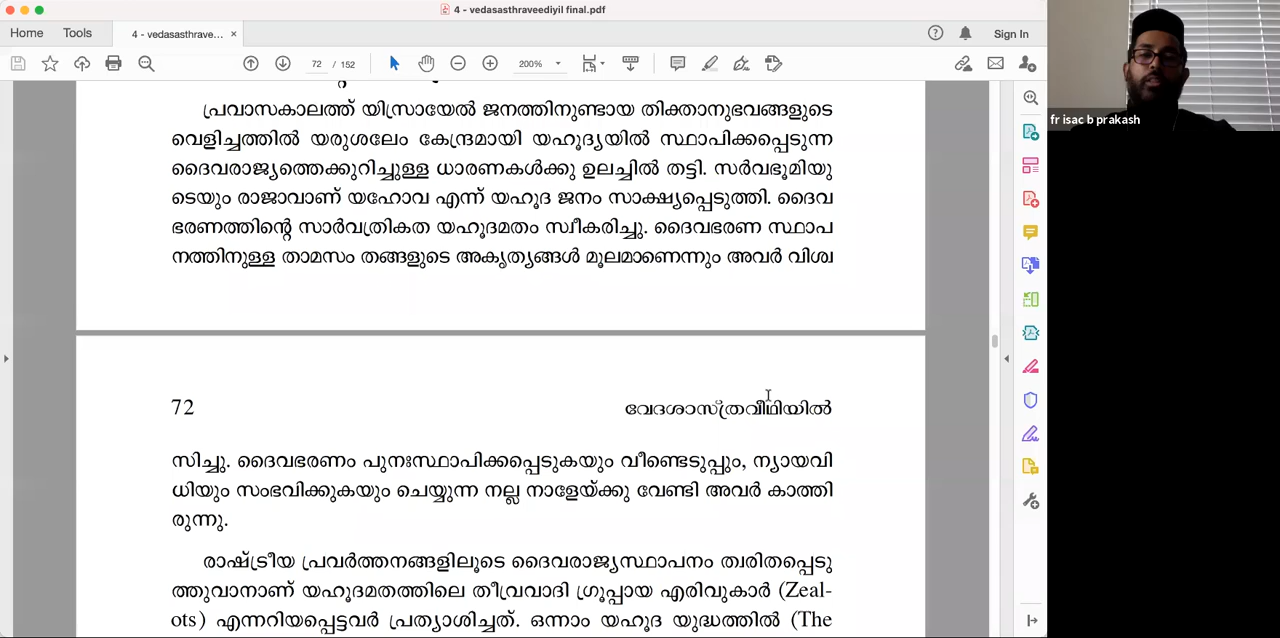 4 - vedasasthraveediyil final.pdf
Home Tools 4 - vedasasthrave... × Sign In
72 / 152 200%
fr isac b prakash
പ്രവാസകാലത്ത് യിസ്രായേൽ ജനത്തിനുണ്ടായ തിക്താനുഭവങ്ങളുടെ
വെളിച്ചത്തിൽ യരുശലേം കേന്ദ്രമായി യഹൂദ്യയിൽ സ്ഥാപിക്കപ്പെടുന്ന
ദൈവരാജ്യത്തെക്കുറിച്ചുള്ള ധാരണകൾക്കു ഉലച്ചിൽ തട്ടി. സർവഭൂമിയു
ടെയും രാജാവാണ് യഹോവ എന്ന് യഹൂദ ജനം സാക്ഷ്യപ്പെടുത്തി. ദൈവ
ഭരണത്തിന്റെ സാർവത്രികത യഹൂദമതം സ്വീകരിച്ചു. ദൈവഭരണ സ്ഥാപ
നത്തിനുള്ള താമസം തങ്ങളുടെ അകൃത്യങ്ങൾ മൂലമാണെന്നും അവർ വിശ്വ
72 വേദശാസ്ത്രവീഥിയിൽ
സിച്ചു. ദൈവഭരണം പുനഃസ്ഥാപിക്കപ്പെടുകയും വീണ്ടെടുപ്പും, ന്യായവി
ധിയും സംഭവിക്കുകയും ചെയ്യുന്ന നല്ല നാളേയ്ക്കു വേണ്ടി അവർ കാത്തി
രുന്നു.
രാഷ്ട്രീയ പ്രവർത്തനങ്ങളിലൂടെ ദൈവരാജ്യസ്ഥാപനം ത്വരിതപ്പെടു
ത്തുവാനാണ് യഹൂദമതത്തിലെ തീവ്രവാദി ഗ്രൂപ്പായ എരിവുകാർ (Zeal-
ots) എന്നറിയപ്പെട്ടവർ പ്രത്യാശിച്ചത്. ഒന്നാം യഹൂദ യുദ്ധത്തിൽ (The